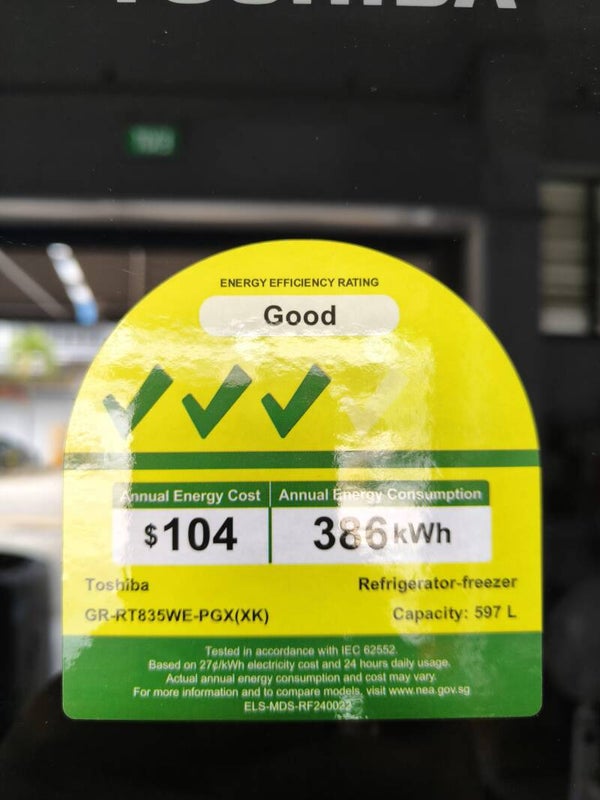 TOSHIBA
ENERGY EFFICIENCY RATING
Good
Annual Energy Cost
Annual Energy Consumption
$104
386 kWh
Toshiba
Refrigerator-freezer
GR-RT835WE-PGX(XK)
Capacity: 597 L
Tested in accordance with IEC 62552.
Based on 27¢/kWh electricity cost and 24 hours daily usage.
Actual annual energy consumption and cost may vary.
For more information and to compare models, visit www.nea.gov.sg